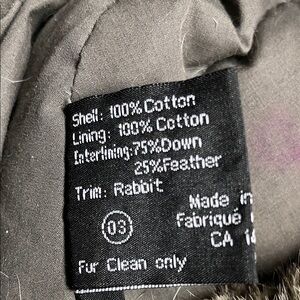 Shell: 100% Cotton
Lining: 100% Cotton
Interlining: 75% Down
25% Feather
Trim: Rabbit
03
Made in
Fabriqué
CA
Fur Clean only